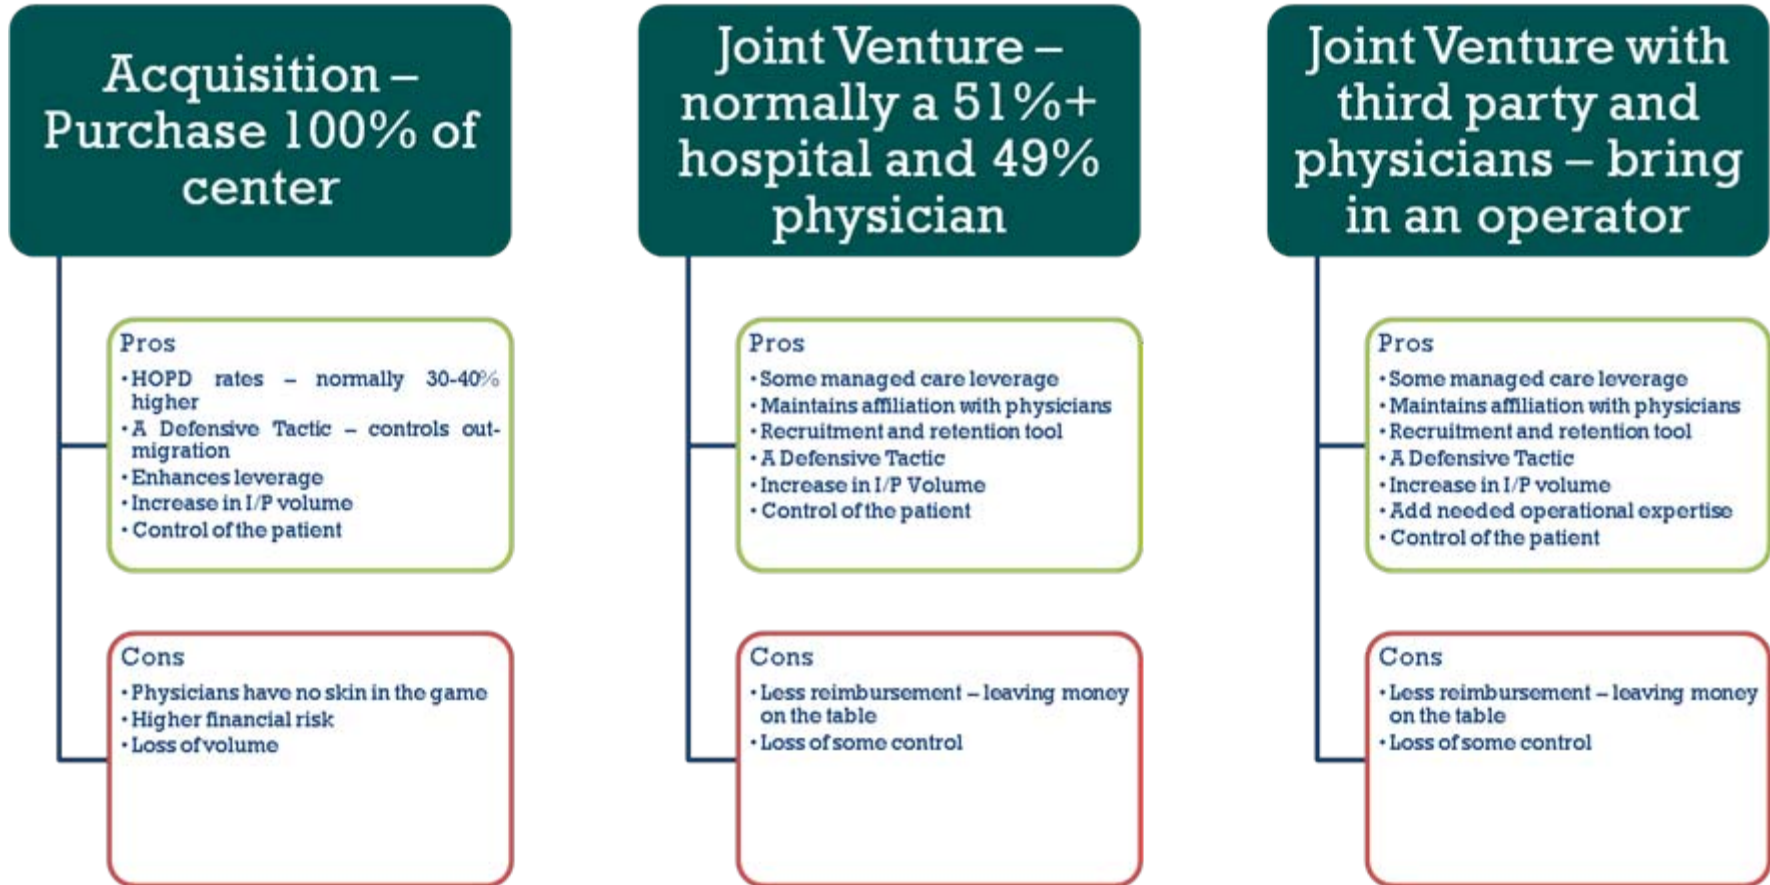 Acquisition –
Purchase 100% of
center
Pros
•HOPD rates – normally 30-40%
higher
•A Defensive Tactic – controls out-
migration
•Enhances leverage
•Increase in I/P volume
•Control of the patient
Cons
•Physicians have no skin in the game
•Higher financial risk
•Loss of volume
Joint Venture –
normally a 51%+
hospital and 49%
physician
Pros
•Some managed care leverage
•Maintains affiliation with physicians
•Recruitment and retention tool
•A Defensive Tactic
•Increase in I/P Volume
•Control of the patient
Cons
•Less reimbursement – leaving money
on the table
•Loss of some control
Joint Venture with
third party and
physicians – bring
in an operator
Pros
•Some managed care leverage
•Maintains affiliation with physicians
•Recruitment and retention tool
•A Defensive Tactic
•Increase in I/P volume
•Add needed operational expertise
•Control of the patient
Cons
•Less reimbursement – leaving money
on the table
•Loss of some control